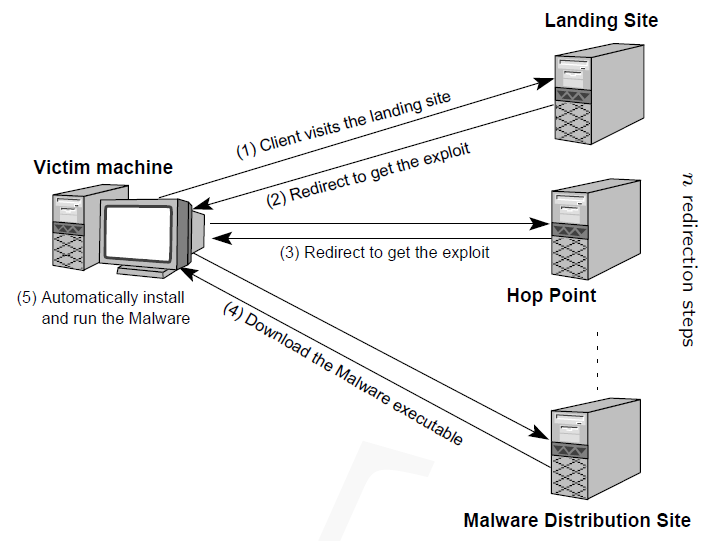 Landing Site
(1) Client visits the landing site
(2) Redirect to get the exploit
Victim machine
n redirection steps
(3) Redirect to get the exploit
Hop Point
(5) Automatically install
and run the Malware
(4) Download the Malware executable
Malware Distribution Site